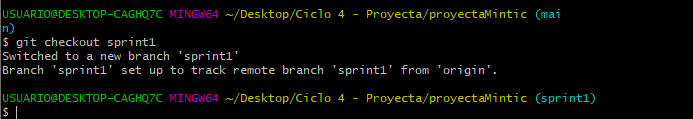 USUARIO@DESKTOP-CAGHQ7C MINGW64 ~/Desktop/Ciclo 4 - Proyecta/proyectaMintic (mai
n)
$ git checkout sprint1
Switched to a new branch 'sprint1'
Branch 'sprint1' set up to track remote branch 'sprint1' from 'origin'.
USUARIO@DESKTOP-CAGHQ7C MINGW64 ~/Desktop/Ciclo 4 - Proyecta/proyectaMintic (sprint1)
$